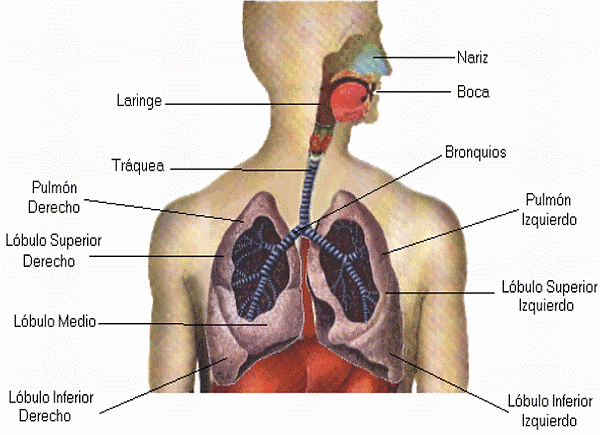 Nariz
Boca
Laringe
Bronquios
Tráquea
Pulmón
Derecho
Pulmón
Izquierdo
Lóbulo Superior
Derecho
Lóbulo Superior
Izquierdo
Lóbulo Medio
Lóbulo Inferior
Derecho
Lóbulo Inferior
Izquierdo